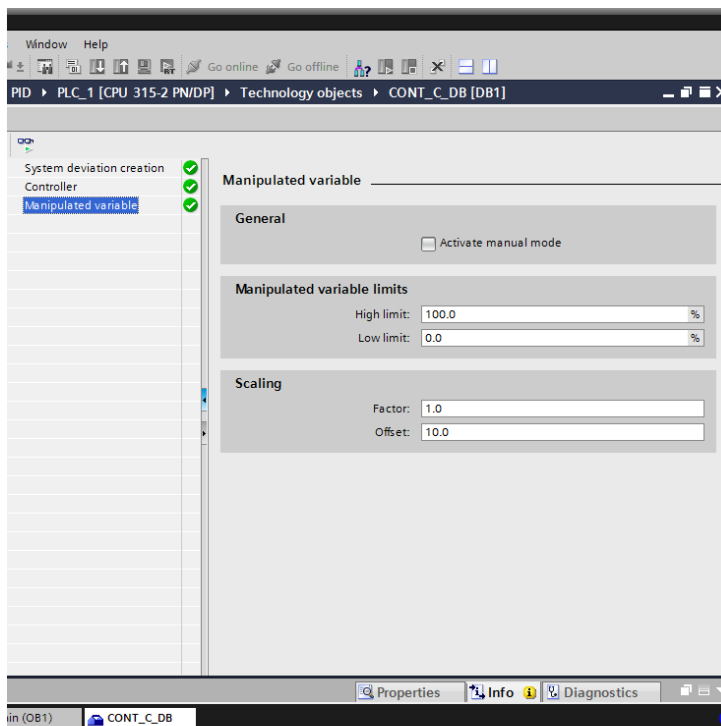 Window Help
Go online Go offline
PID PLC_1 [CPU 315-2 PN/DP] Technology objects CONT_C_DB [DB1]
System deviation creation
Controller
Manipulated variable
Manipulated variable
General
Activate manual mode
Manipulated variable limits
High limit: 100.0 %
Low limit: 0.0 %
Scaling
Factor: 1.0
Offset: 10.0
Properties Info Diagnostics
in (OB1) CONT_C_DB